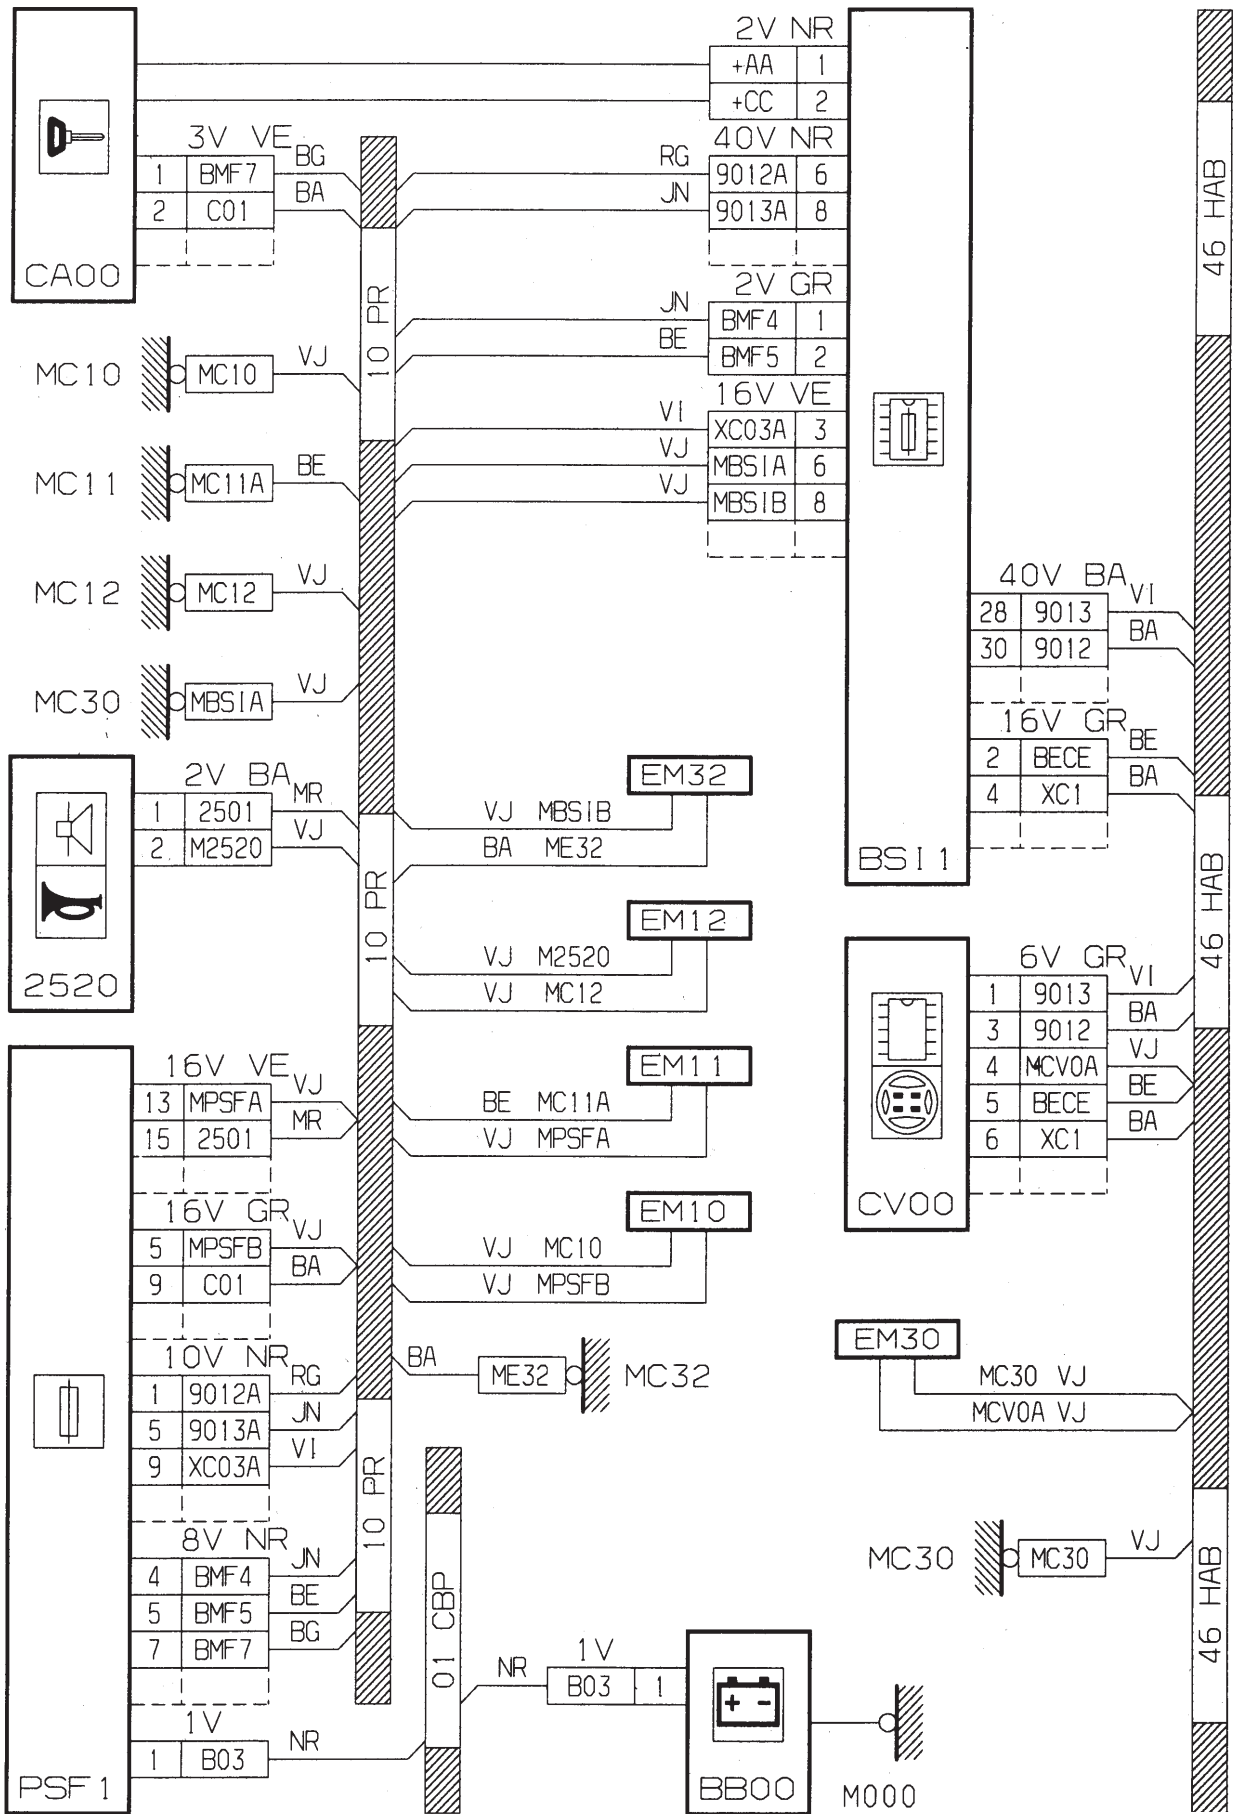 2V NR
+AA 1
+CC 2
40V NR
9012A 6
9013A 8
RG
JN
3V VE
1 BMF7
2 C01
BG
BA
CA00
10 PR
46 HAB
2V GR
BMF4 1
BMF5 2
JN
BE
16V VE
XC03A 3
MBSIA 6
MBSIB 8
VI
VJ
VJ
MC10 MC10 VJ
MC11 MC11A BE
MC12 MC12 VJ
MC30 MBSIA VJ
40V BA
28 9013
30 9012
VI
BA
16V GR
2 BECE
4 XC1
BE
BA
BSI1
2V BA
1 2501
2 M2520
MR
VJ
2520
10 PR
EM32
VJ MBSIB
BA ME32
EM12
VJ M2520
VJ MC12
46 HAB
6V GR
1 9013
3 9012
4 MCV0A
5 BECE
6 XC1
VI
BA
VJ
BE
BA
CV00
16V VE
13 MPSFA
15 2501
VJ
MR
EM11
BE MC11A
VJ MPSFA
16V GR
5 MPSFB
9 C01
VJ
BA
EM10
VJ MC10
VJ MPSFB
10V NR
1 9012A
5 9013A
9 XC03A
RG
JN
VI
BA ME32 MC32
EM30
MC30 VJ
MCV0A VJ
10 PR
8V NR
4 BMF4
5 BMF5
7 BMF7
JN
BE
BG
01 CBP
MC30 MC30 VJ
46 HAB
1V
1 B03
NR
PSF1
NR
1V
B03 1
+ -
BB00
M000